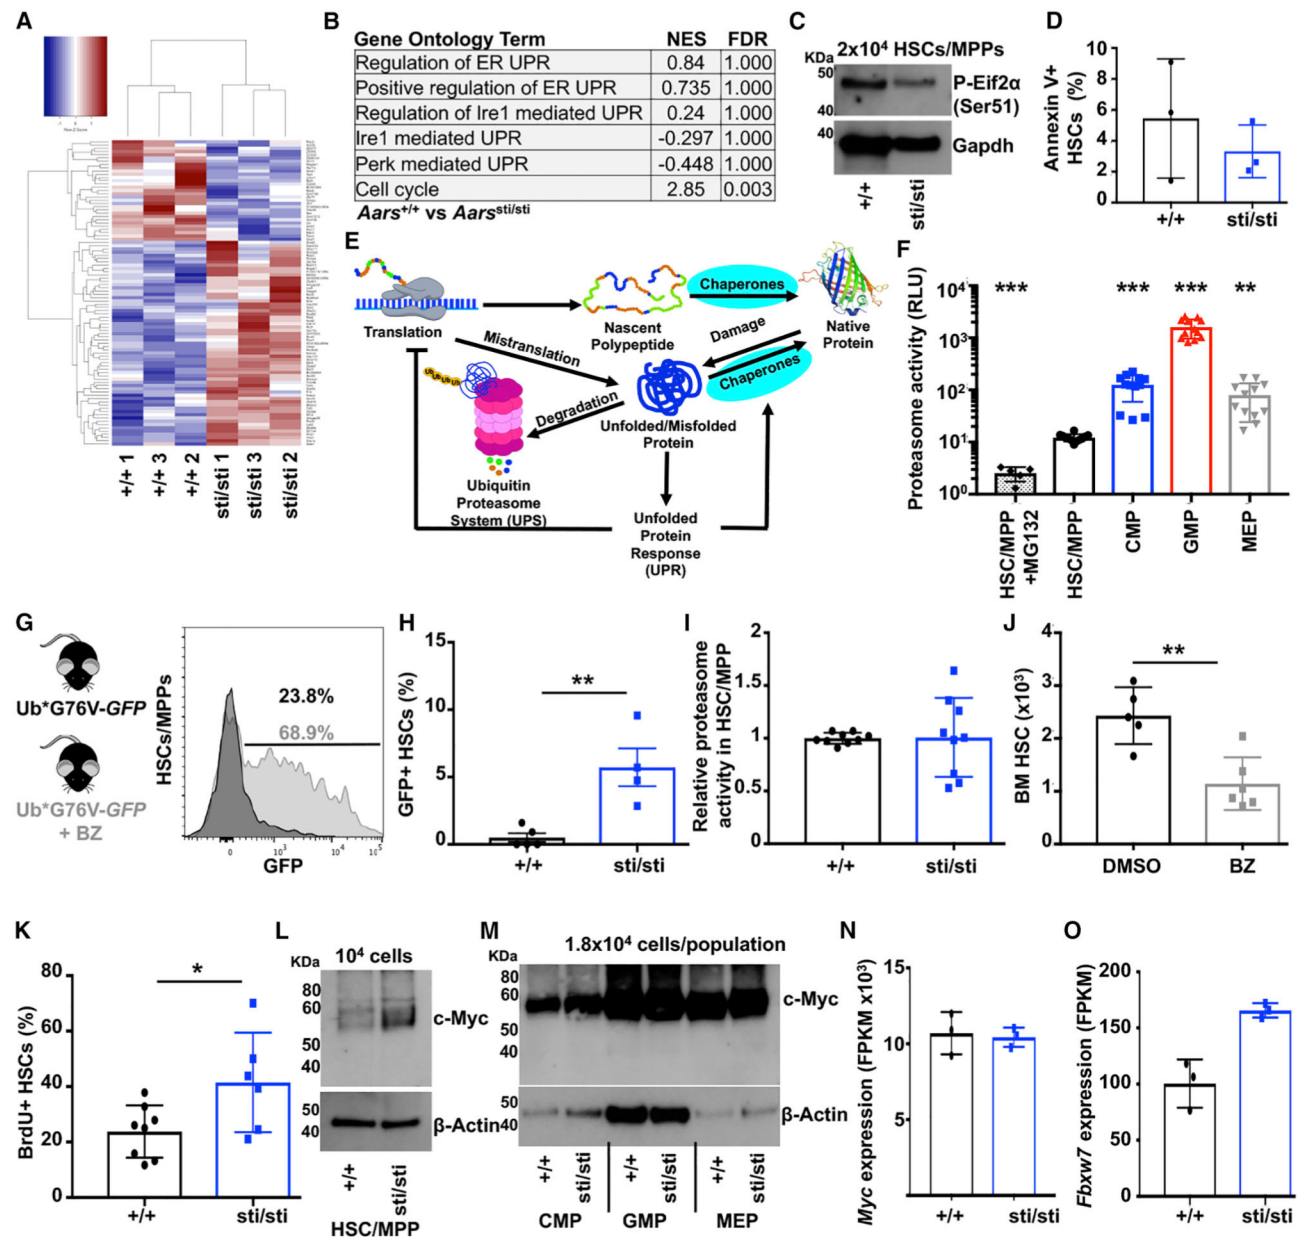 A
B
Gene Ontology Term NES FDR
Regulation of ER UPR 0.84 1.000
Positive regulation of ER UPR 0.735 1.000
Regulation of Ire1 mediated UPR 0.24 1.000
Ire1 mediated UPR -0.297 1.000
Perk mediated UPR -0.448 1.000
Cell cycle 2.85 0.003
Aars+/+ vs Aarssti/sti
+/+ 1
+/+ 3
+/+ 2
sti/sti 1
sti/sti 3
sti/sti 2
C
2x10⁴ HSCs/MPPs
KDa
50
40
40
P-Eif2α
(Ser51)
Gapdh
+/+
sti/sti
D
Annexin V+
HSCs (%)
10
8
6
4
2
0
+/+
sti/sti
E
Translation
Nascent
Polypeptide
Chaperones
Native
Protein
Mistranslation
Damage
Chaperones
Ub Ub Ub Ub
Degradation
Unfolded/Misfolded
Protein
Ubiquitin
Proteasome
System (UPS)
Unfolded
Protein
Response
(UPR)
F
Proteasome activity (RLU)
10⁴
10³
10²
10¹
10⁰
***
***
***
**
HSC/MPP
+MG132
HSC/MPP
CMP
GMP
MEP
G
Ub*G76V-GFP
Ub*G76V-GFP
+ BZ
HSCs/MPPs
23.8%
68.9%
0 10³ 10⁴ 10⁵
GFP
H
GFP+ HSCs (%)
15
10
5
0
**
+/+
sti/sti
I
Relative proteasome
activity in HSC/MPP
2
1.5
1
0.5
0
+/+
sti/sti
J
BM HSC (x10³)
4
3
2
1
0
**
DMSO
BZ
K
BrdU+ HSCs (%)
80
60
40
20
0
*
+/+
sti/sti
L
10⁴ cells
KDa
80
60
50
40
50
40
c-Myc
β-Actin
+/+
sti/sti
HSC/MPP
M
1.8x10⁴ cells/population
KDa
80
60
50
40
50
40
c-Myc
β-Actin
+/+
sti/sti
+/+
sti/sti
+/+
sti/sti
CMP
GMP
MEP
N
Myc expression (FPKM x10³)
15
10
5
+/+
sti/sti
O
Fbxw7 expression (FPKM)
200
150
100
50
0
+/+
sti/sti